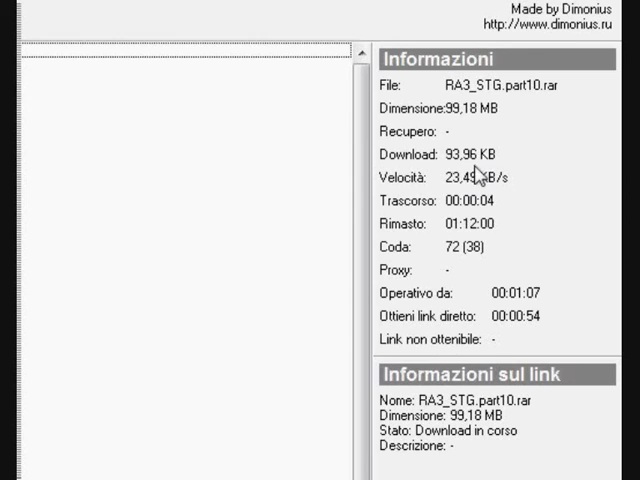 Made by Dimonius
http://www.dimonius.ru
Informazioni
File: RA3_STG.part10.rar
Dimensione:99,18 MB
Recupero: -
Download: 93,96 KB
Velocità: 23,49 KB/s
Trascorso: 00:00:04
Rimasto: 01:12:00
Coda: 72 (38)
Proxy: -
Operativo da: 00:01:07
Ottieni link diretto: 00:00:54
Link non ottenibile: -
Informazioni sul link
Nome: RA3_STG.part10.rar
Dimensione: 99,18 MB
Stato: Download in corso
Descrizione: -